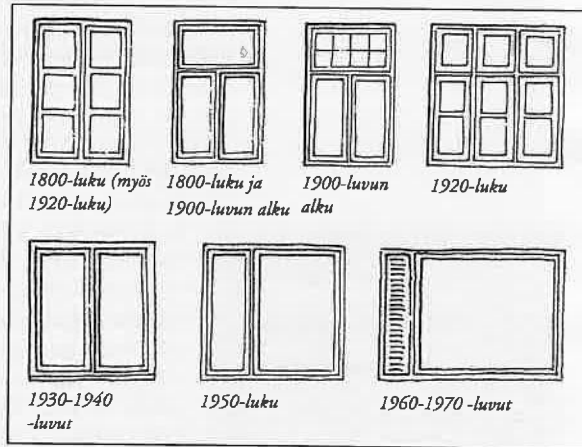 1800-luku (myös
1920-luku)
1800-luku ja
1900-luvun alku
1900-luvun
alku
1920-luku
1930-1940
-luvut
1950-luku
1960-1970 -luvut